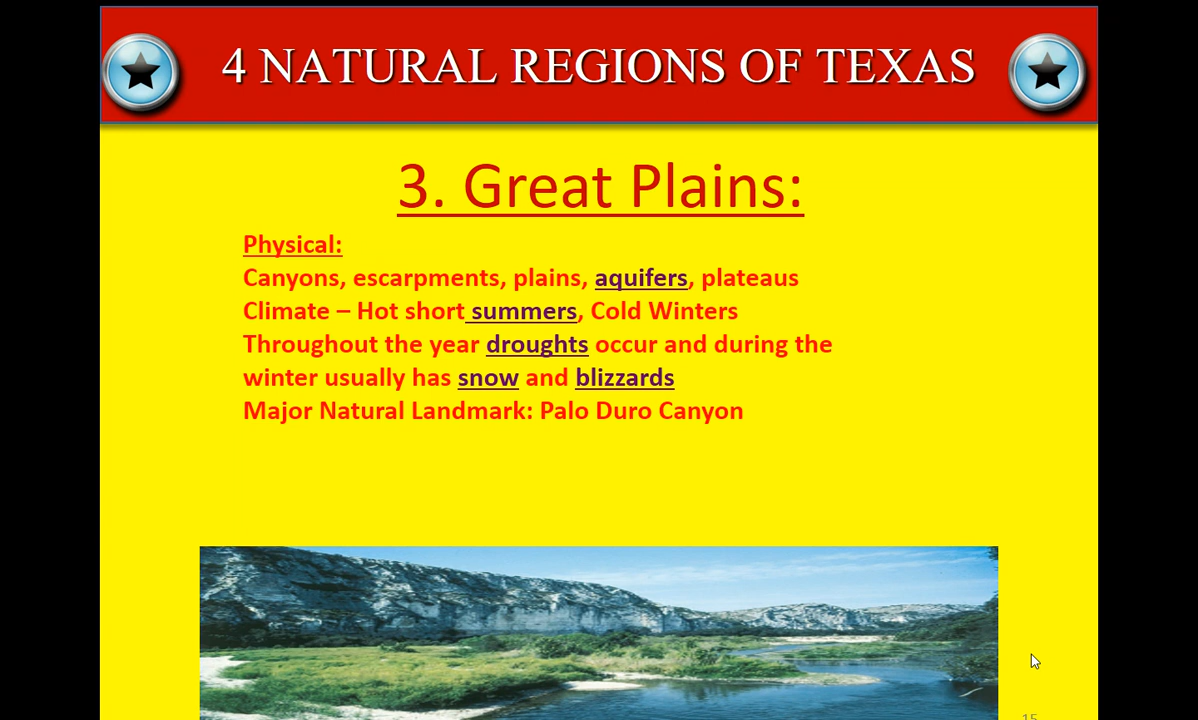 4 NATURAL REGIONS OF TEXAS
3. Great Plains:
Physical:
Canyons, escarpments, plains, aquifers, plateaus
Climate – Hot short summers, Cold Winters
Throughout the year droughts occur and during the
winter usually has snow and blizzards
Major Natural Landmark: Palo Duro Canyon
15